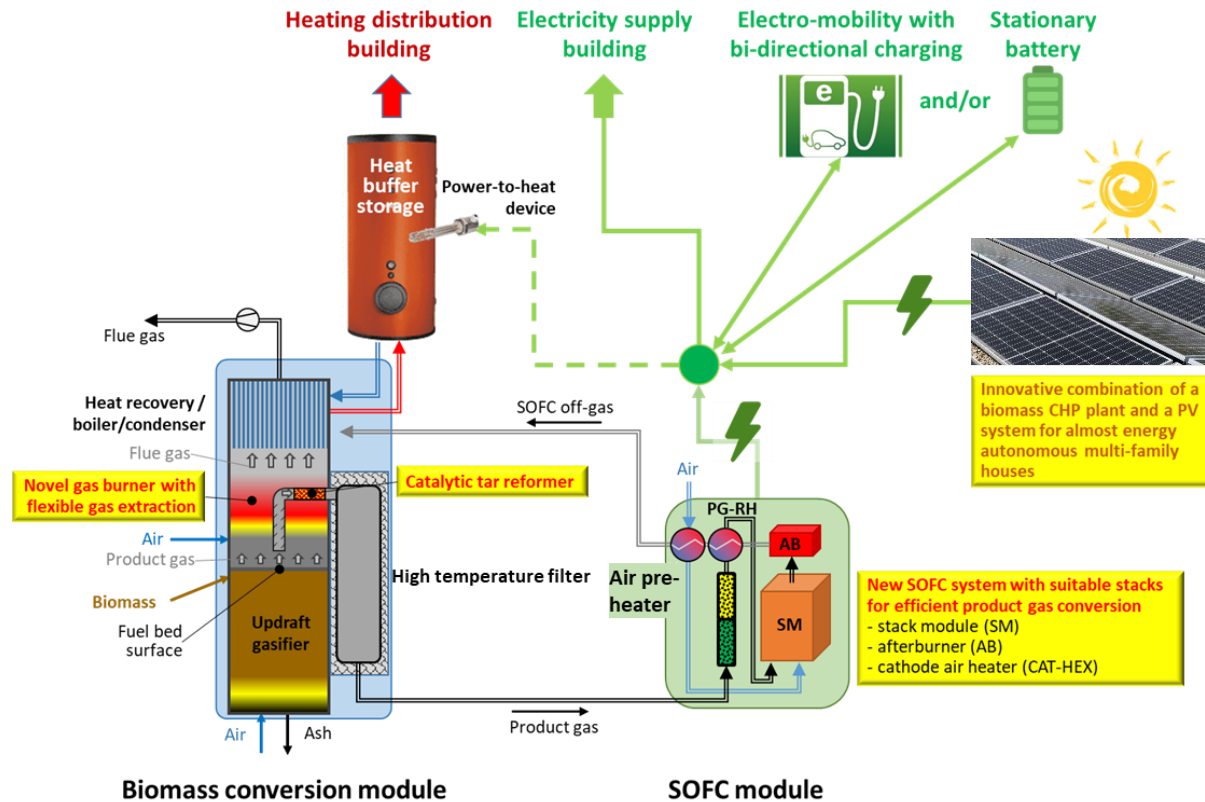 Heating distribution
building
Electricity supply
building
Electro-mobility with
bi-directional charging
Stationary
battery
e
and/or
Heat
buffer
storage
Power-to-heat
device
Flue gas
Heat recovery /
boiler/condenser
SOFC off-gas
Innovative combination of a
biomass CHP plant and a PV
system for almost energy
autonomous multi-family
houses
Flue gas
Novel gas burner with
flexible gas extraction
Catalytic tar reformer
Air
PG-RH
AB
Air
Product gas
High temperature filter
Air pre-
heater
Biomass
Fuel bed
surface
Updraft
gasifier
SM
New SOFC system with suitable stacks
for efficient product gas conversion
- stack module (SM)
- afterburner (AB)
- cathode air heater (CAT-HEX)
Product gas
Air
Ash
Biomass conversion module
SOFC module